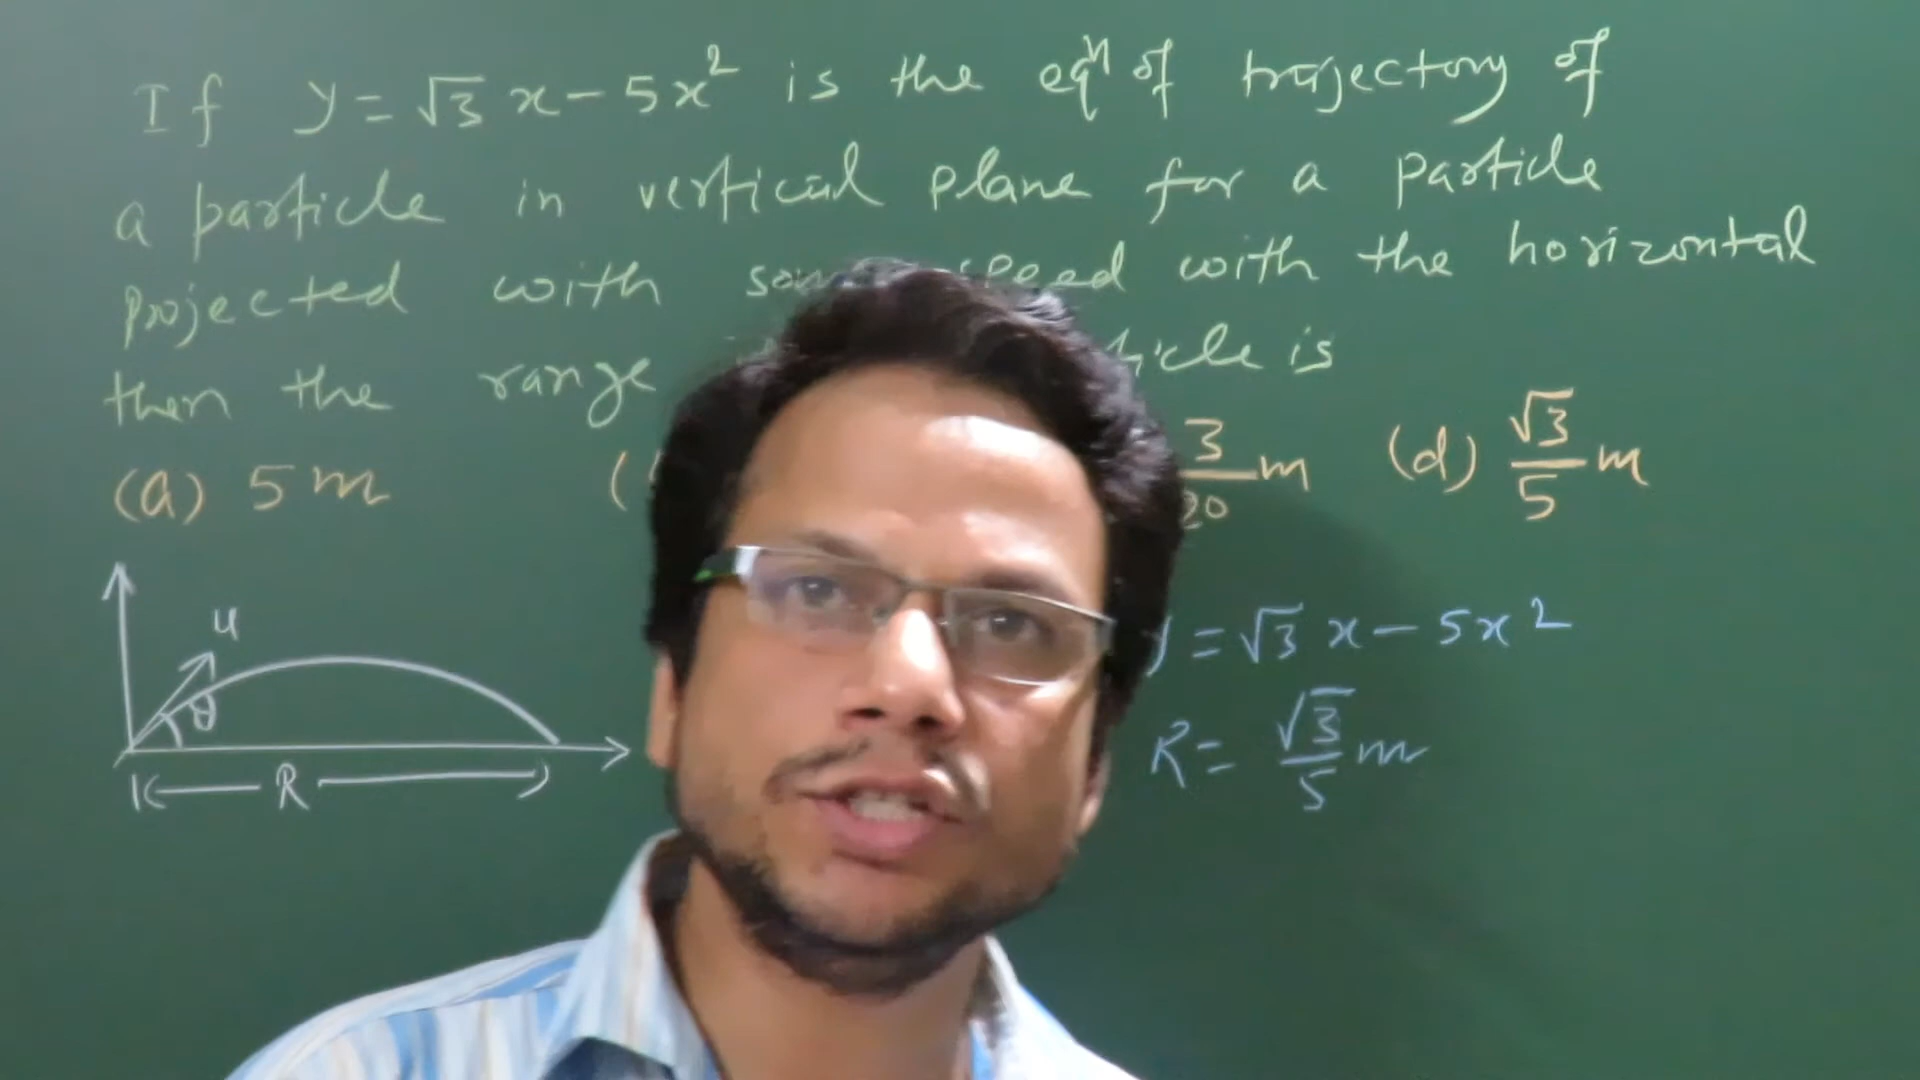 If y = √3 x - 5x² is the eqⁿ of trajectory of
a particle in vertical plane for a particle
projected with speed with the horizontal
then the range is
(a) 5 m 3/20 m (d) √3/5 m
u
θ
y = √3 x - 5x²
R = √3/5 m
R